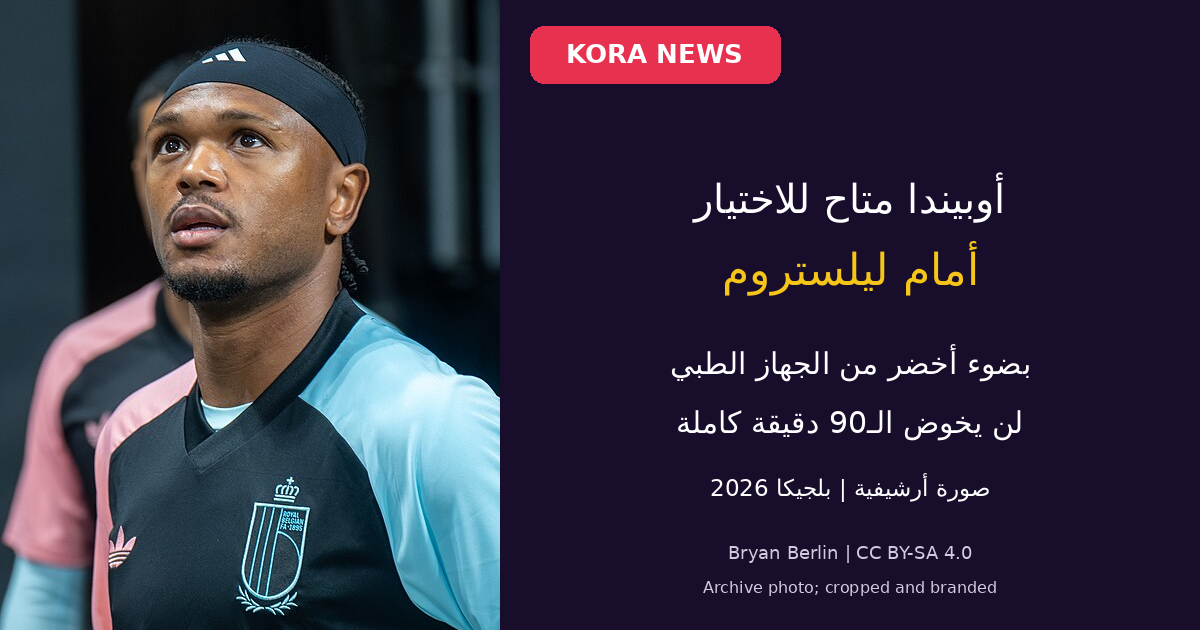 KORA NEWS
أوبيندا متاح للاختيار
أمام ليلستروم
بضوء أخضر من الجهاز الطبي
لن يخوض الـ90 دقيقة كاملة
صورة أرشيفية | بلجيكا 2026
Bryan Berlin | CC BY-SA 4.0
Archive photo; cropped and branded
ROYAL
BELGIAN
FA·1895